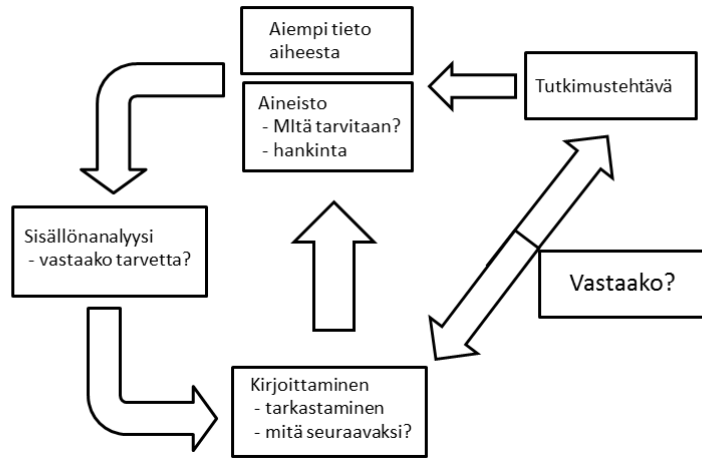 Aiempi tieto
aiheesta
Tutkimustehtävä
Aineisto
- MItä tarvitaan?
- hankinta
Sisällönanalyysi
- vastaako tarvetta?
Vastaako?
Kirjoittaminen
- tarkastaminen
- mitä seuraavaksi?